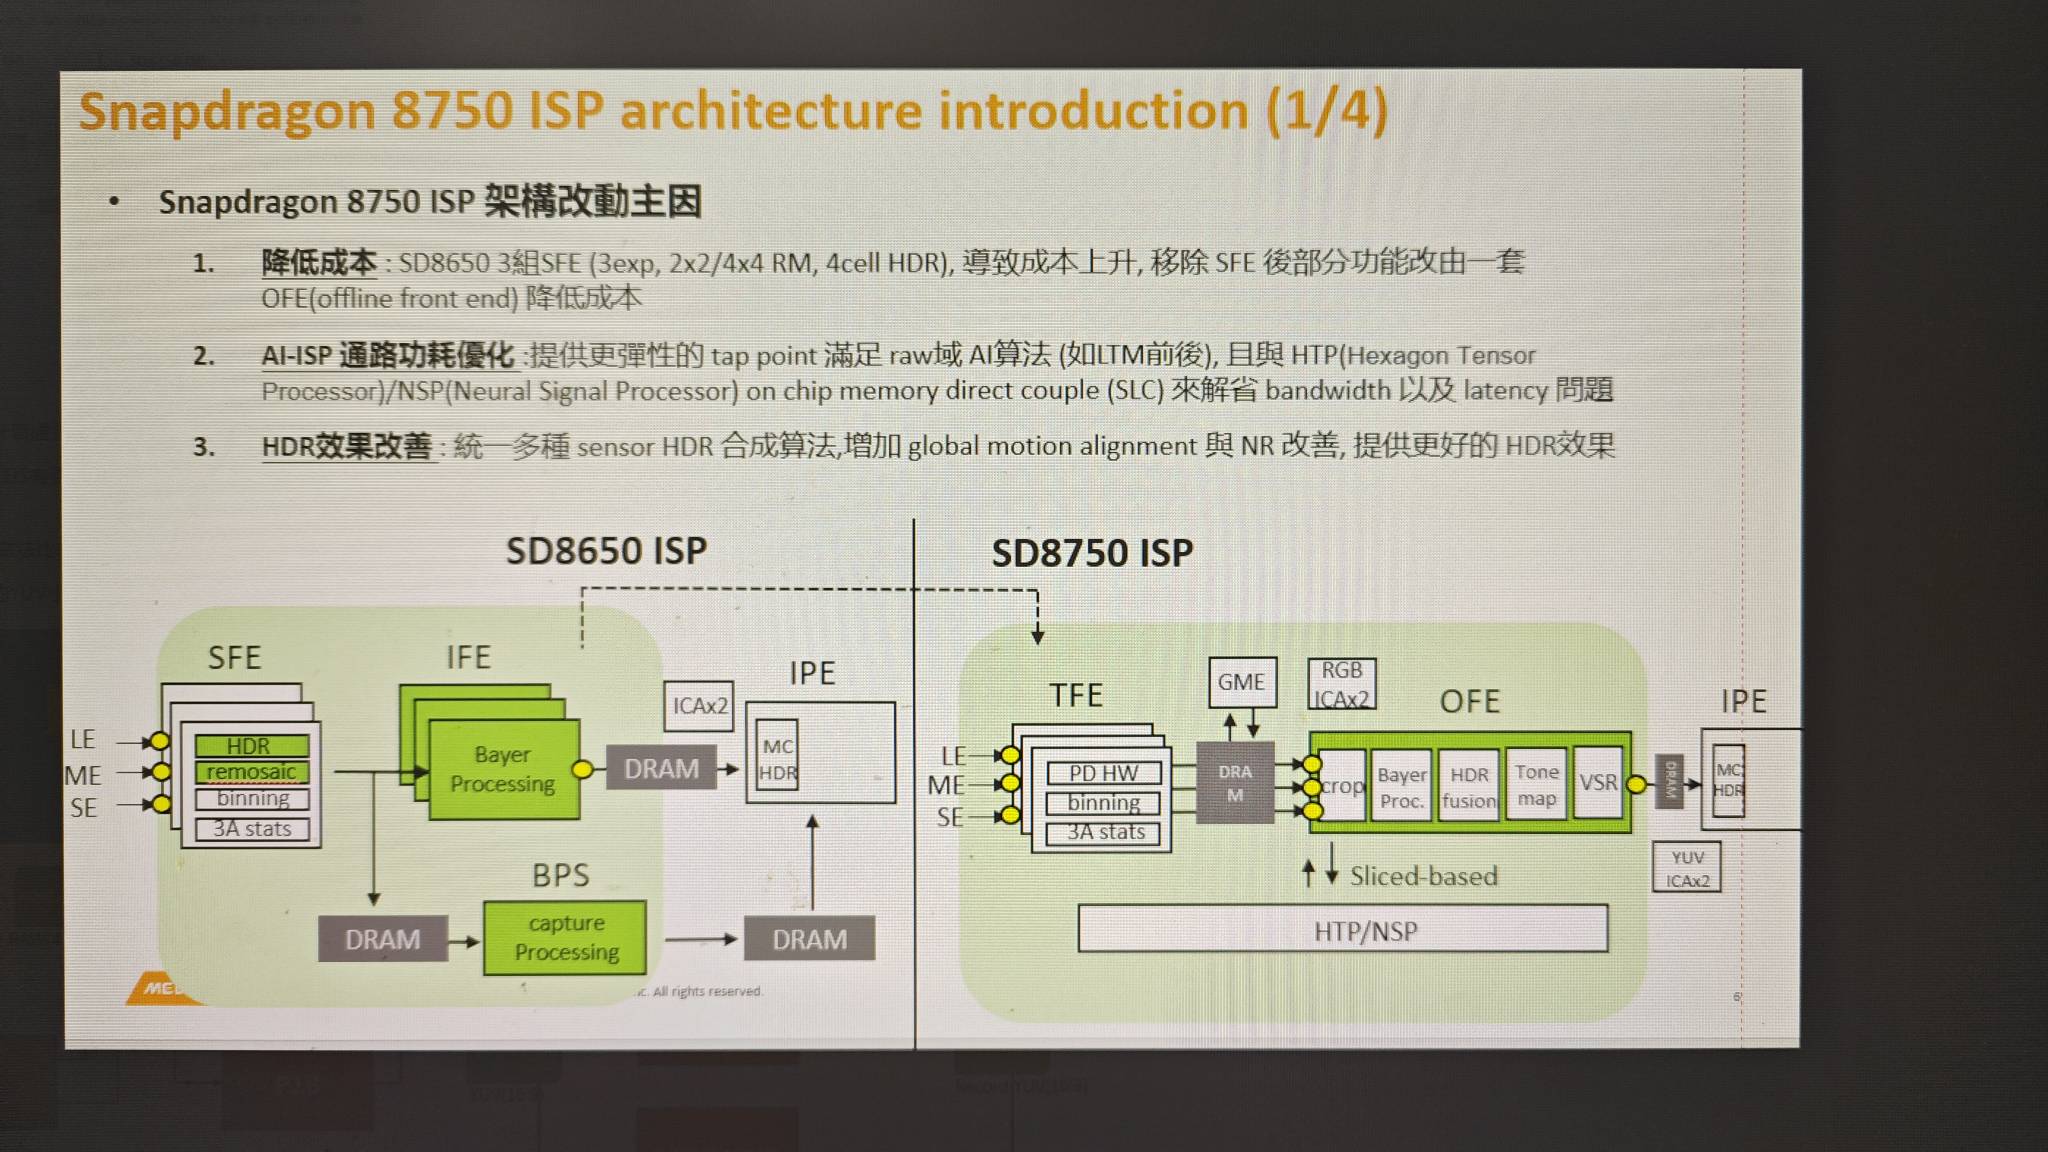 Snapdragon 8750 ISP architecture introduction (1/4)
• Snapdragon 8750 ISP 架構改動主因
1. 降低成本 : SD8650 3組SFE (3exp, 2x2/4x4 RM, 4cell HDR), 導致成本上升, 移除 SFE 後部分功能改由一套
OFE(offline front end) 降低成本
2. AI-ISP 通路功耗優化 :提供更彈性的 tap point 滿足 raw域 AI算法 (如LTM前後), 且與 HTP(Hexagon Tensor
Processor)/NSP(Neural Signal Processor) on chip memory direct couple (SLC) 來解省 bandwidth 以及 latency 問題
3. HDR效果改善 : 統一多種 sensor HDR 合成算法,增加 global motion alignment 與 NR 改善, 提供更好的 HDR效果
SD8650 ISP
SFE
IFE
IPE
LE
ME
SE
HDR
remosaic
binning
3A stats
Bayer
Processing
ICAx2
DRAM
MC
HDR
BPS
DRAM
capture
Processing
DRAM
All rights reserved.
SD8750 ISP
TFE
GME
RGB
ICAx2
OFE
IPE
LE
ME
SE
PD HW
binning
3A stats
DRA
M
crop
Bayer
Proc.
HDR
fusion
Tone
map
VSR
DRAM
MC
HDR
Sliced-based
YUV
ICAx2
HTP/NSP
6